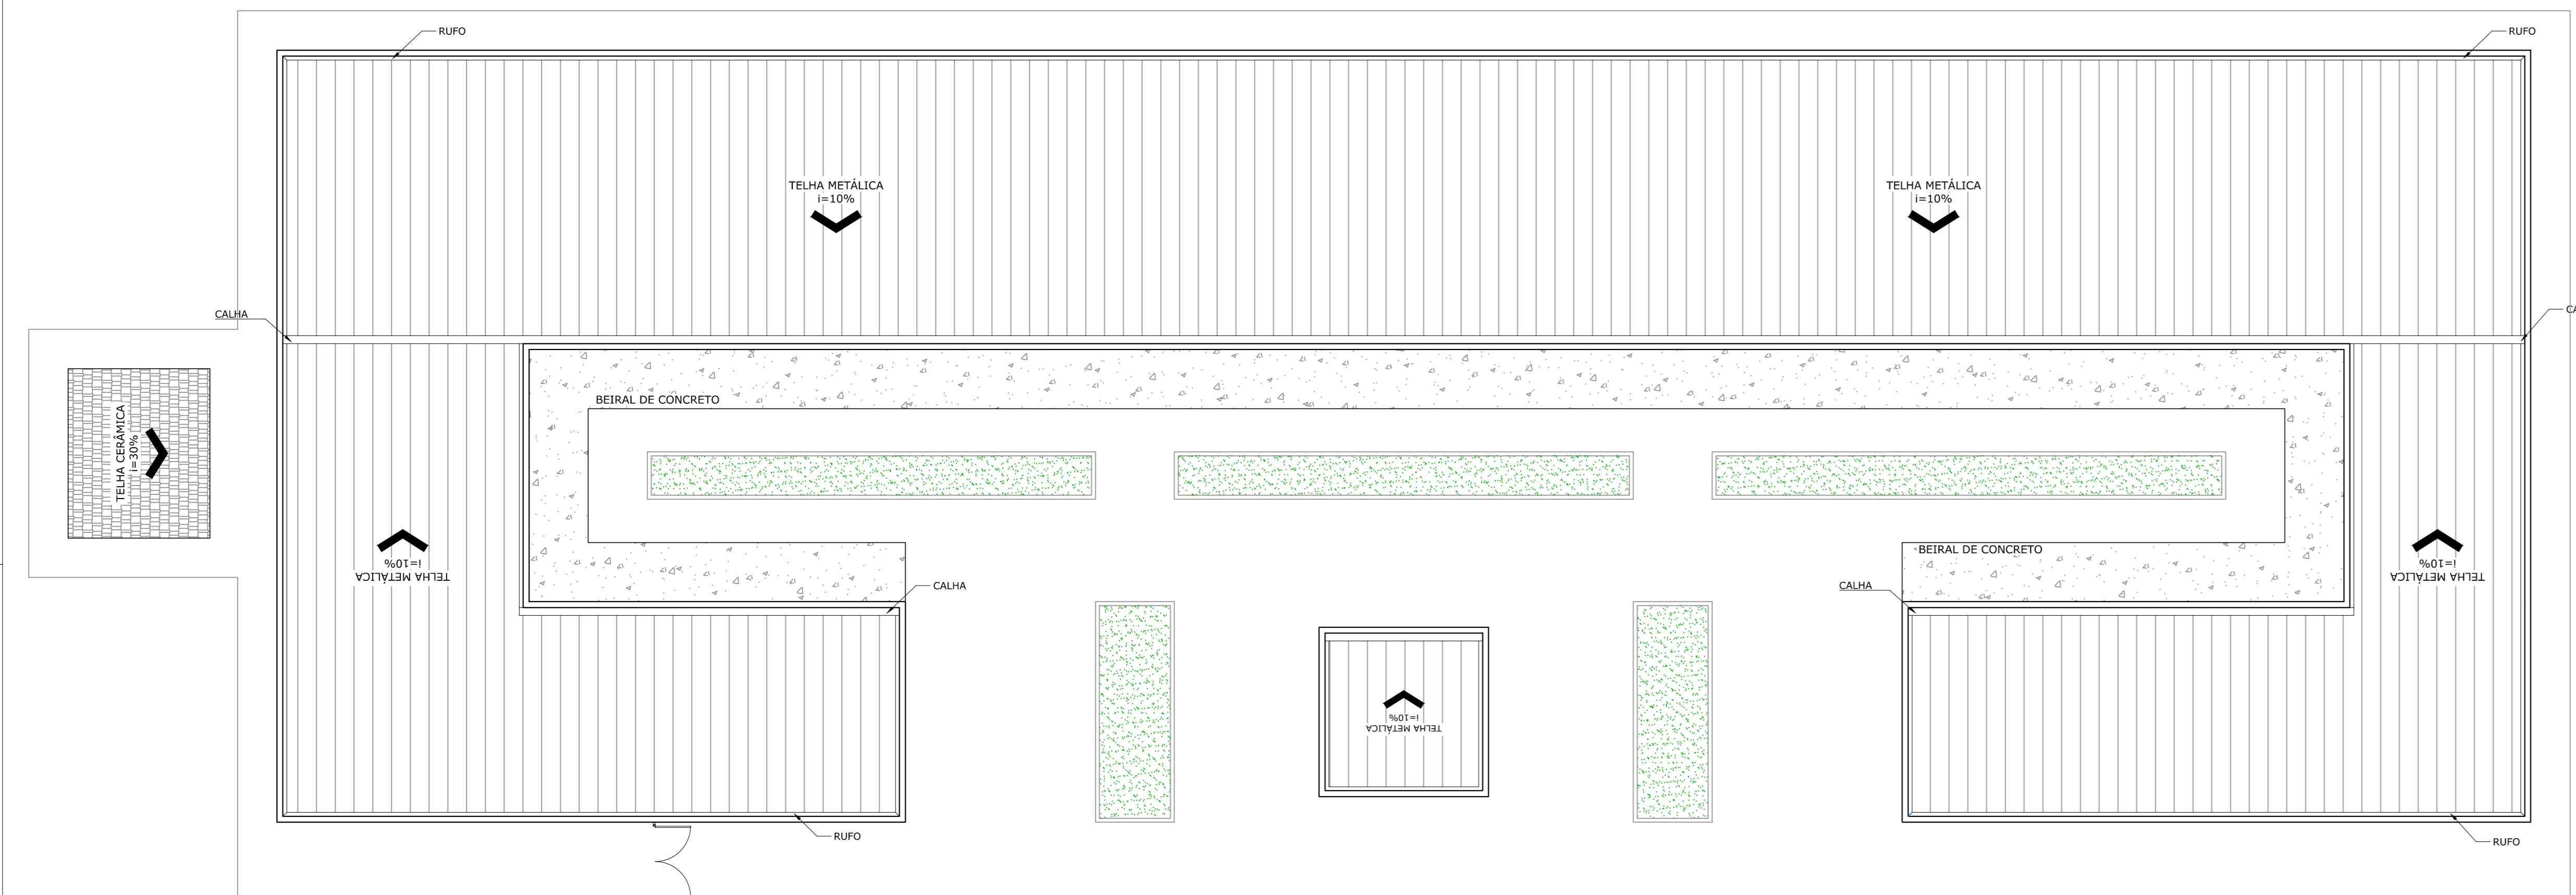 RUFO
RUFO
TELHA METÁLICA
i=10%
TELHA METÁLICA
i=10%
CALHA
CA
BEIRAL DE CONCRETO
TELHA CERÂMICA
i=30%
TELHA METÁLICA
i=10%
BEIRAL DE CONCRETO
TELHA METÁLICA
i=10%
CALHA
CALHA
TELHA METÁLICA
i=10%
RUFO
RUFO